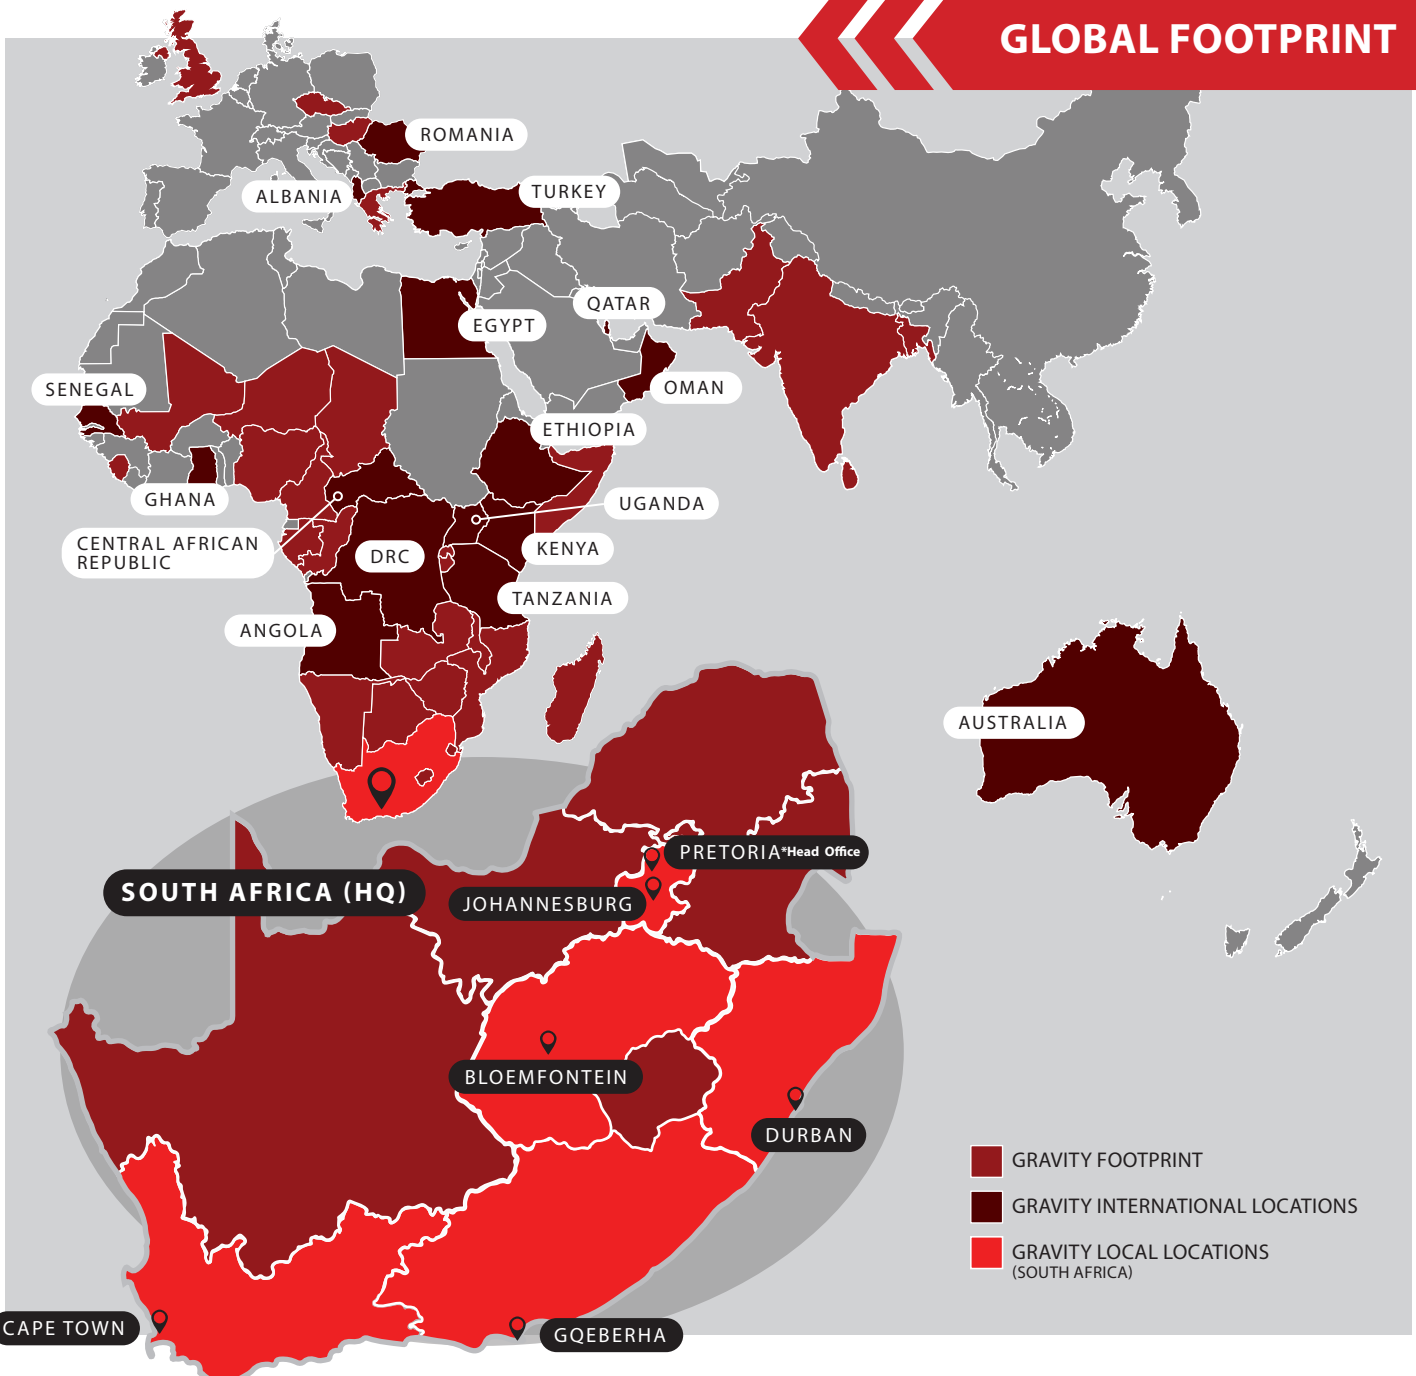 GLOBAL FOOTPRINT
ROMANIA
ALBANIA
TURKEY
QATAR
EGYPT
SENEGAL
OMAN
ETHIOPIA
GHANA
UGANDA
CENTRAL AFRICAN
REPUBLIC
DRC
KENYA
TANZANIA
ANGOLA
AUSTRALIA
PRETORIA*Head Office
SOUTH AFRICA (HQ)
JOHANNESBURG
BLOEMFONTEIN
DURBAN
GRAVITY FOOTPRINT
GRAVITY INTERNATIONAL LOCATIONS
GRAVITY LOCAL LOCATIONS
(SOUTH AFRICA)
CAPE TOWN
GQEBERHA